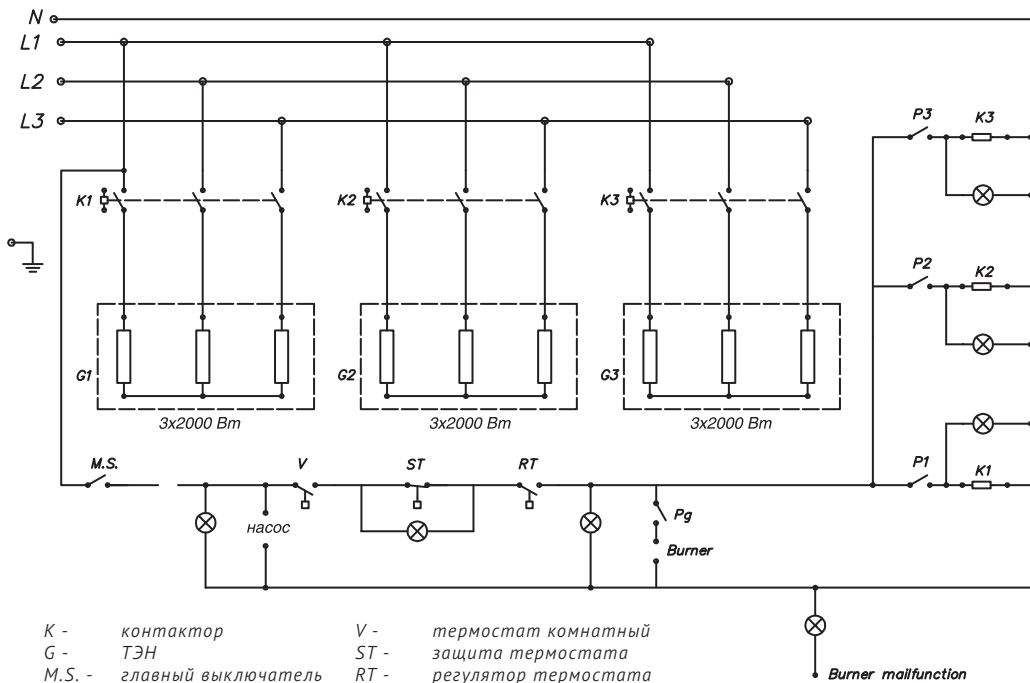 N
L1
L2
L3
P3 K3
K1 K2 K3
P2 K2
G1 G2 G3
3x2000 Вт 3x2000 Вт 3x2000 Вт
M.S. V ST RT P1 K1
насос
Pg
Burner
K - контактор
G - ТЭН
M.S. - главный выключатель
V - термостат комнатный
ST - защита термостата
RT - регулятор термостата
Burner mailfunction